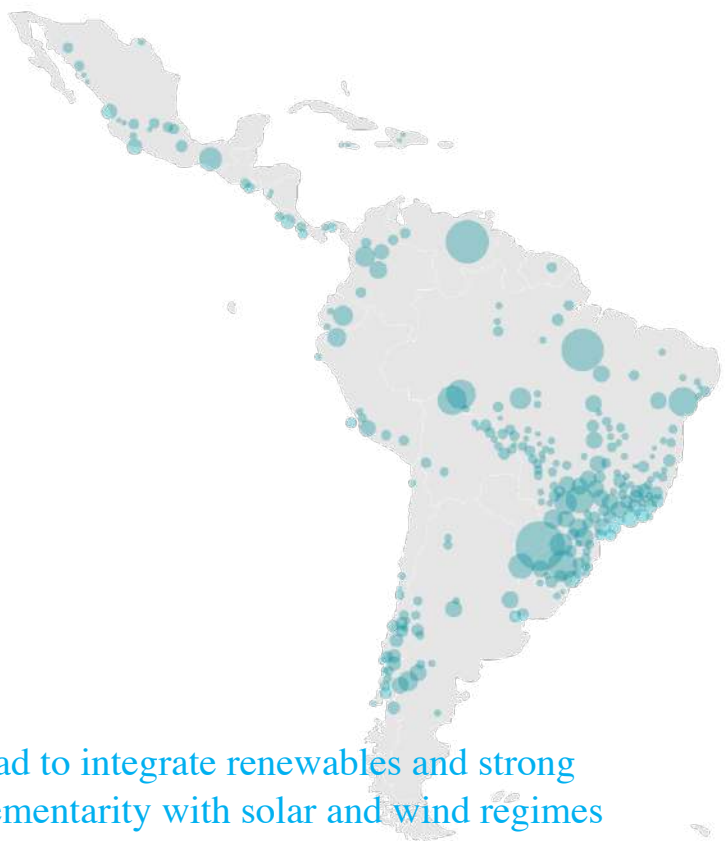 ad to integrate renewables and strong
ementarity with solar and wind regimes